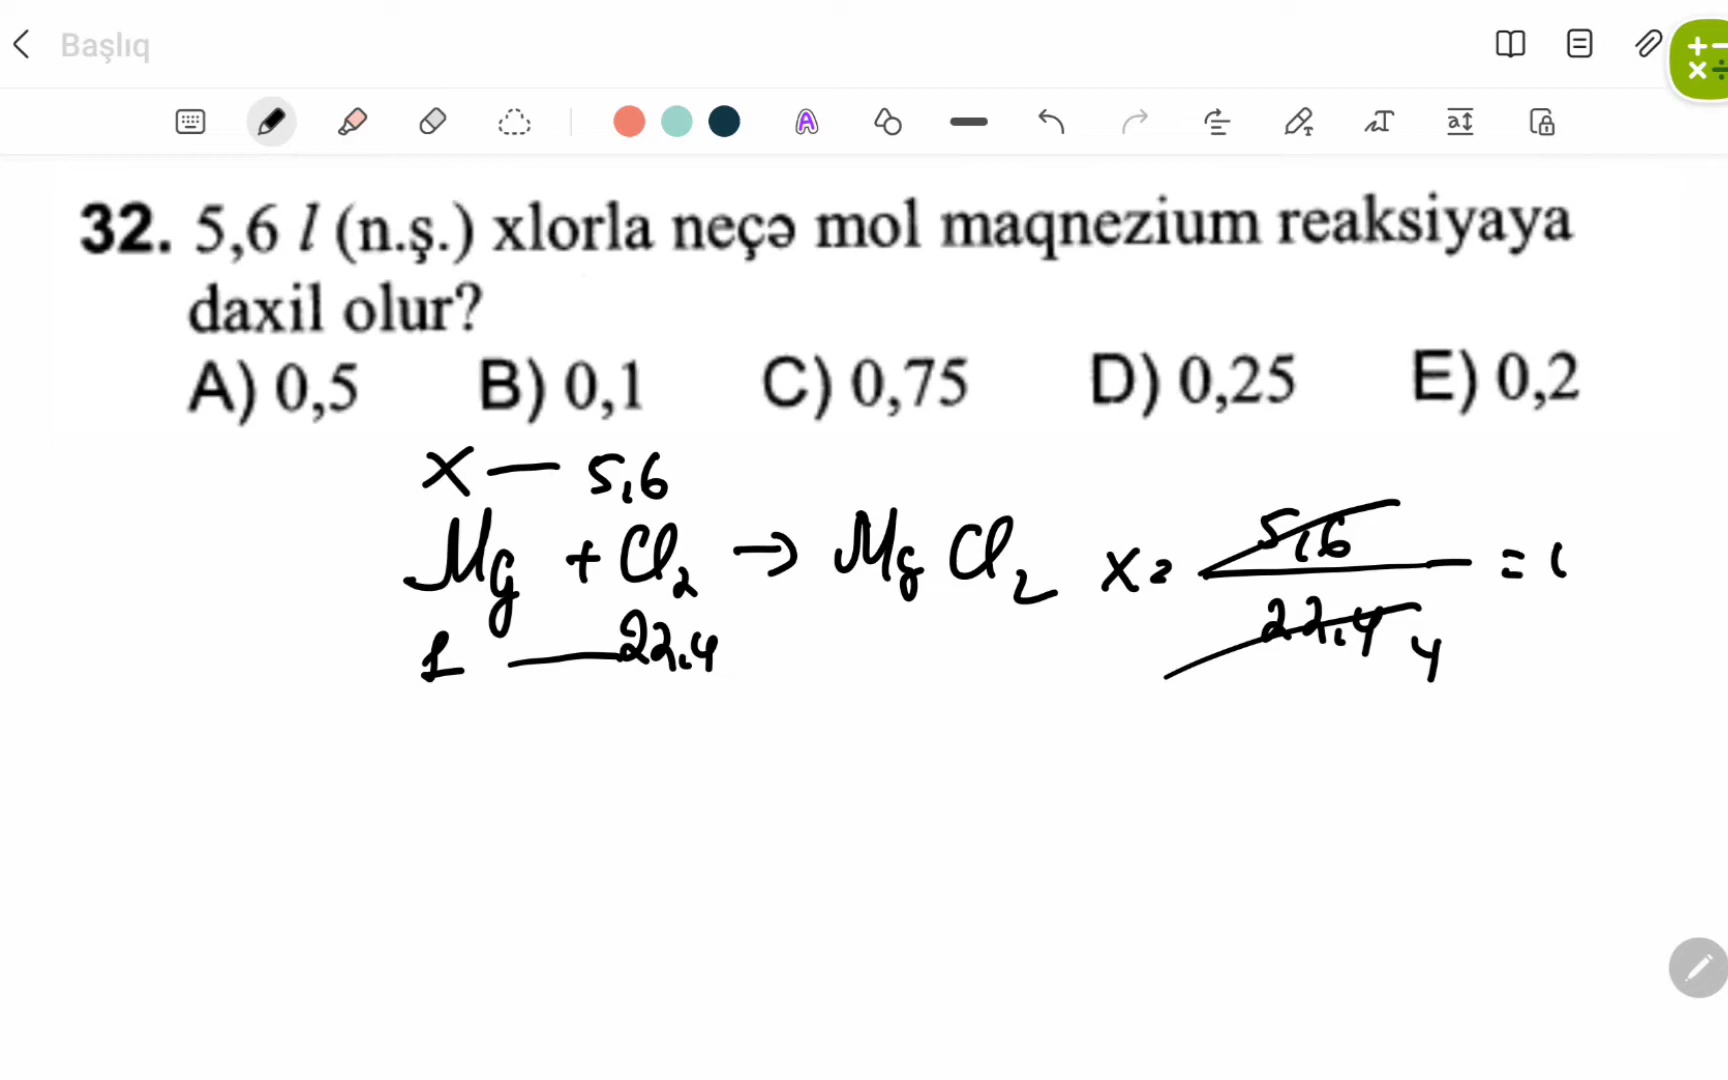 Başlıq
32. 5,6 l (n.ş.) xlorla neçə mol maqnezium reaksiyaya
daxil olur?
A) 0,5 B) 0,1 C) 0,75 D) 0,25 E) 0,2
x — 5,6
Mg + Cl₂ → MgCl₂ x = 5,6 / 22,4 4 =
1 — 22,4